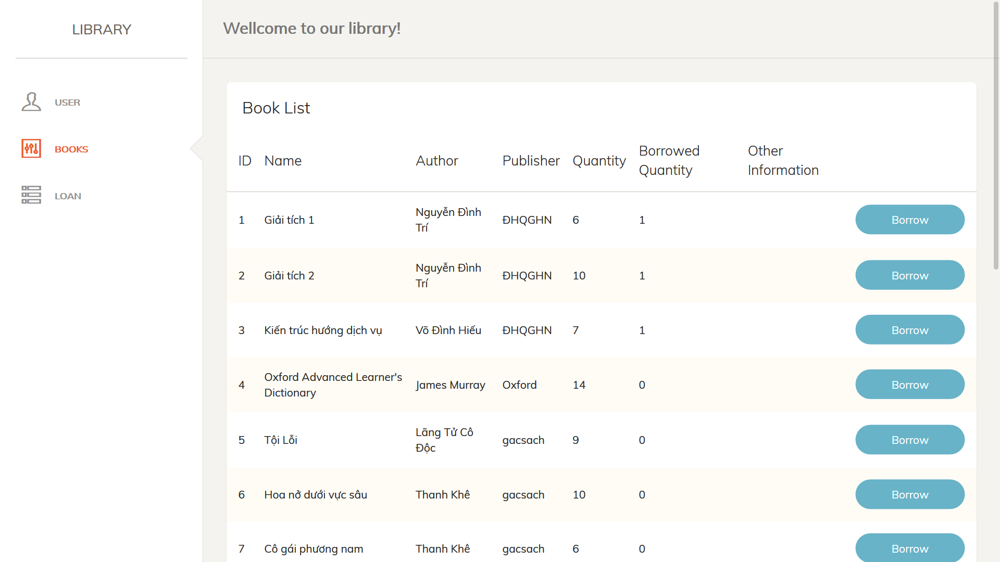 LIBRARY
Wellcome to our library!
USER
BOOKS
LOAN
Book List
ID Name Author Publisher Quantity Borrowed Quantity Other Information
1 Giải tích 1 Nguyễn Đình Trí ĐHQGHN 6 1 Borrow
2 Giải tích 2 Nguyễn Đình Trí ĐHQGHN 10 1 Borrow
3 Kiến trúc hướng dịch vụ Võ Đình Hiếu ĐHQGHN 7 1 Borrow
4 Oxford Advanced Learner's Dictionary James Murray Oxford 14 0 Borrow
5 Tội Lỗi Lãng Tử Cô Độc gacsach 9 0 Borrow
6 Hoa nở dưới vực sâu Thanh Khê gacsach 10 0 Borrow
7 Cô gái phương nam Thanh Khê gacsach 6 0 Borrow